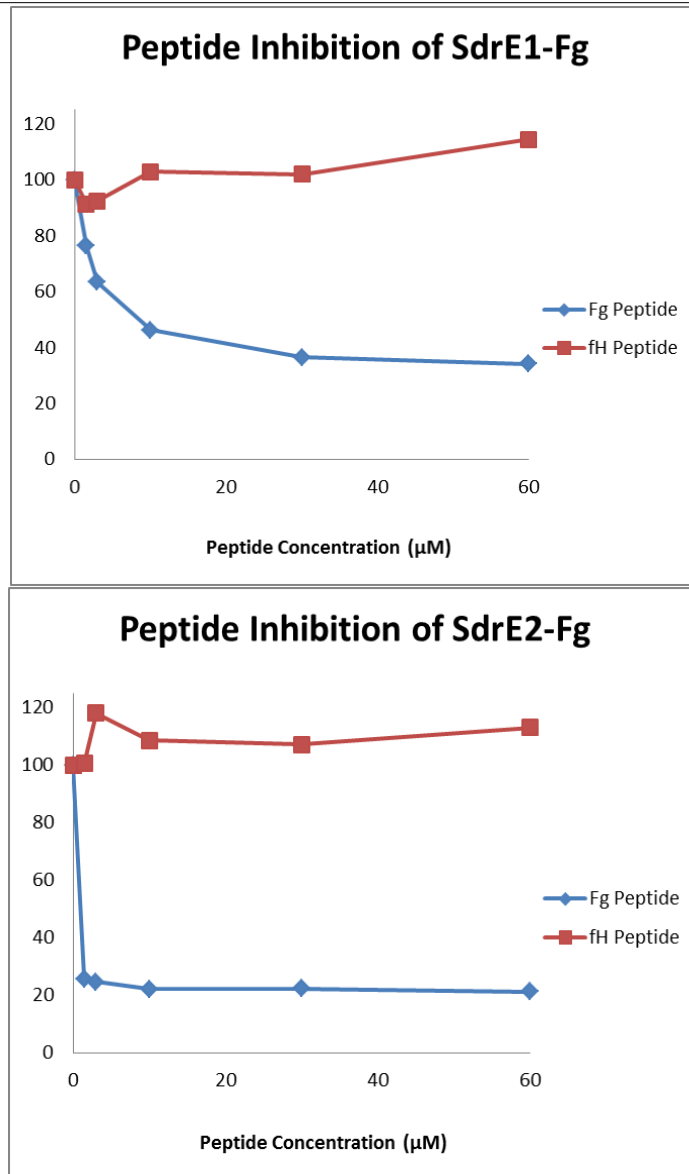 Peptide Inhibition of SdrE1-Fg
120
100
80
60
40
20
0
0 20 40 60
Fg Peptide
fH Peptide
Peptide Concentration (µM)
Peptide Inhibition of SdrE2-Fg
120
100
80
60
40
20
0
0 20 40 60
Fg Peptide
fH Peptide
Peptide Concentration (µM)